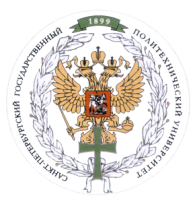 1899
САНКТ-ПЕТЕРБУРГСКИЙ ГОСУДАРСТВЕННЫЙ
ПОЛИТЕХНИЧЕСКИЙ УНИВЕРСИТЕТ